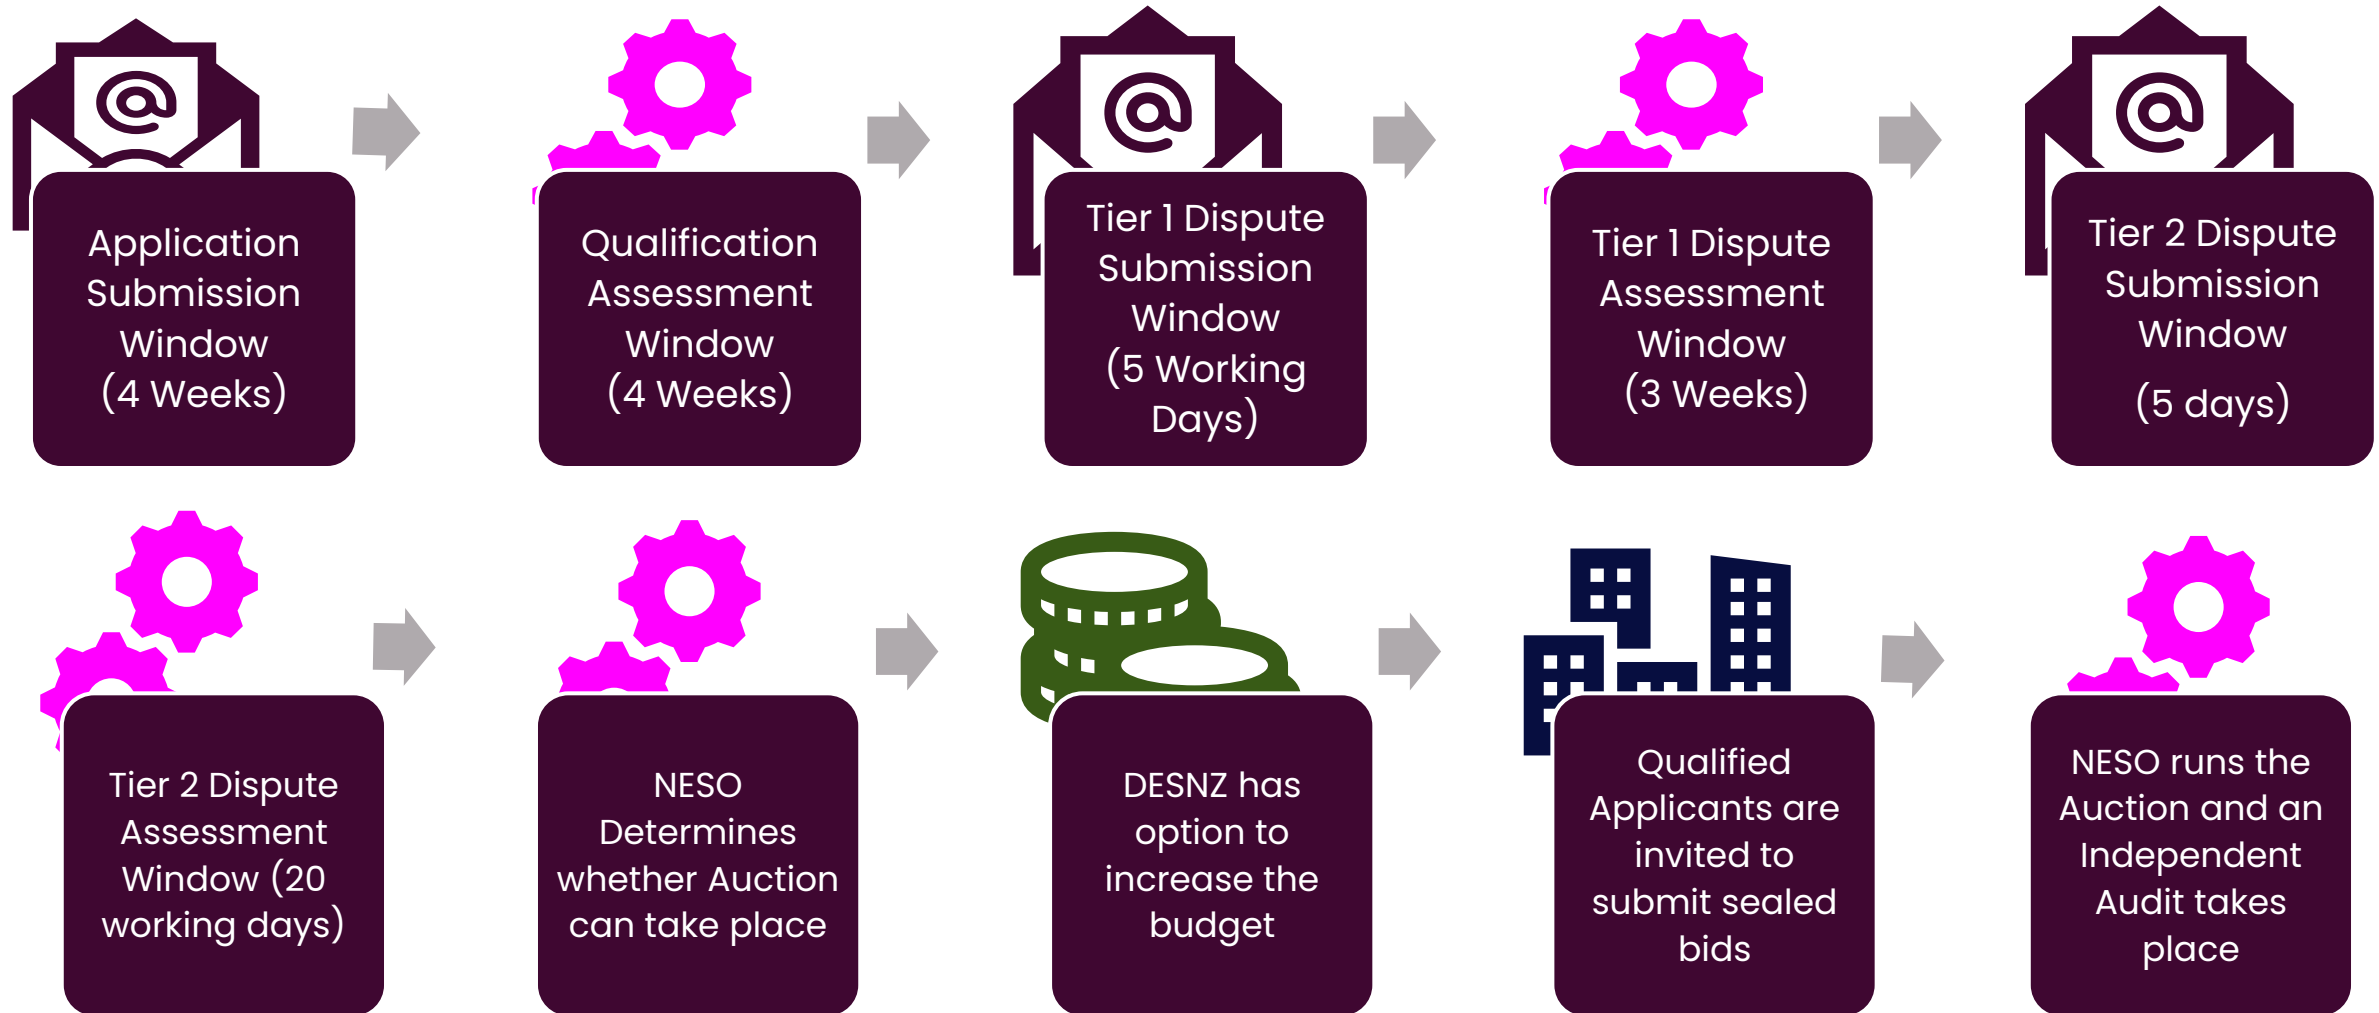 Application
Submission
Window
(4 Weeks)
Qualification
Assessment
Window
(4 Weeks)
Tier 1 Dispute
Submission
Window
(5 Working
Days)
Tier 1 Dispute
Assessment
Window
(3 Weeks)
Tier 2 Dispute
Submission
Window
(5 days)
Tier 2 Dispute
Assessment
Window (20
working days)
NESO
Determines
whether Auction
can take place
DESNZ has
option to
increase the
budget
Qualified
Applicants are
invited to
submit sealed
bids
NESO runs the
Auction and an
Independent
Audit takes
place